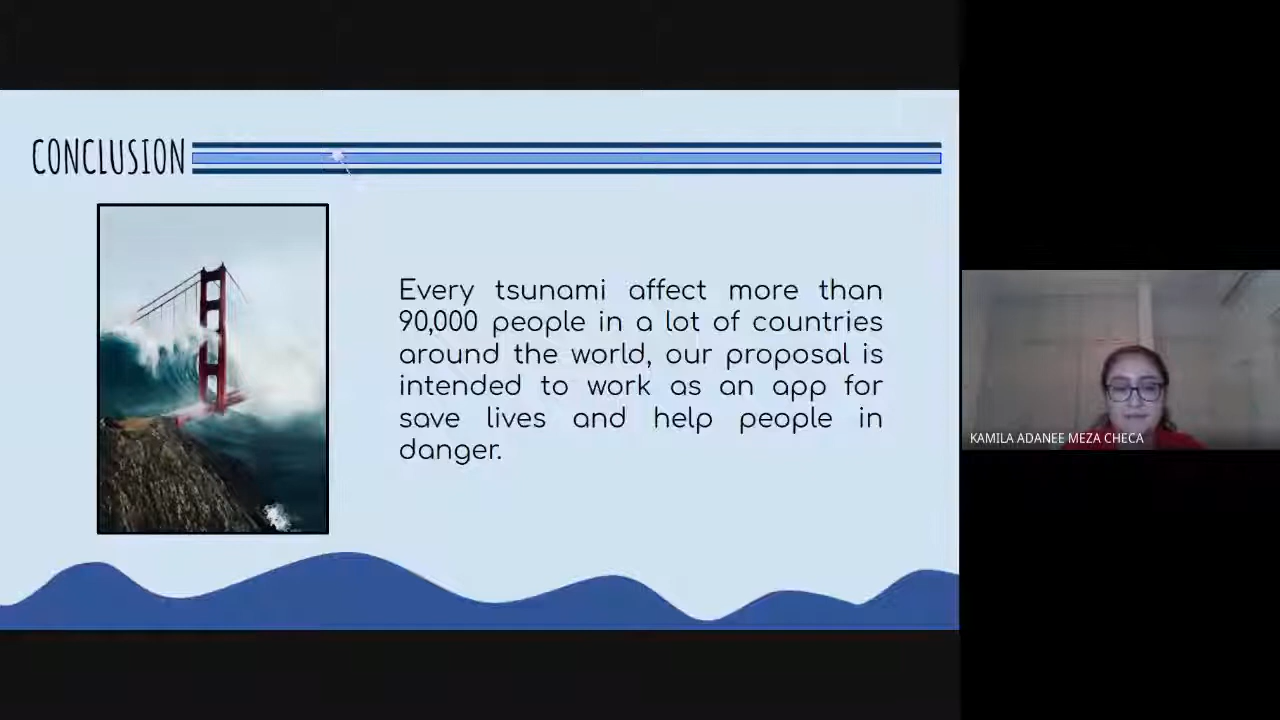 CONCLUSION
Every tsunami affect more than
90,000 people in a lot of countries
around the world, our proposal is
intended to work as an app for
save lives and help people in
danger.
KAMILA ADANEE MEZA CHECA